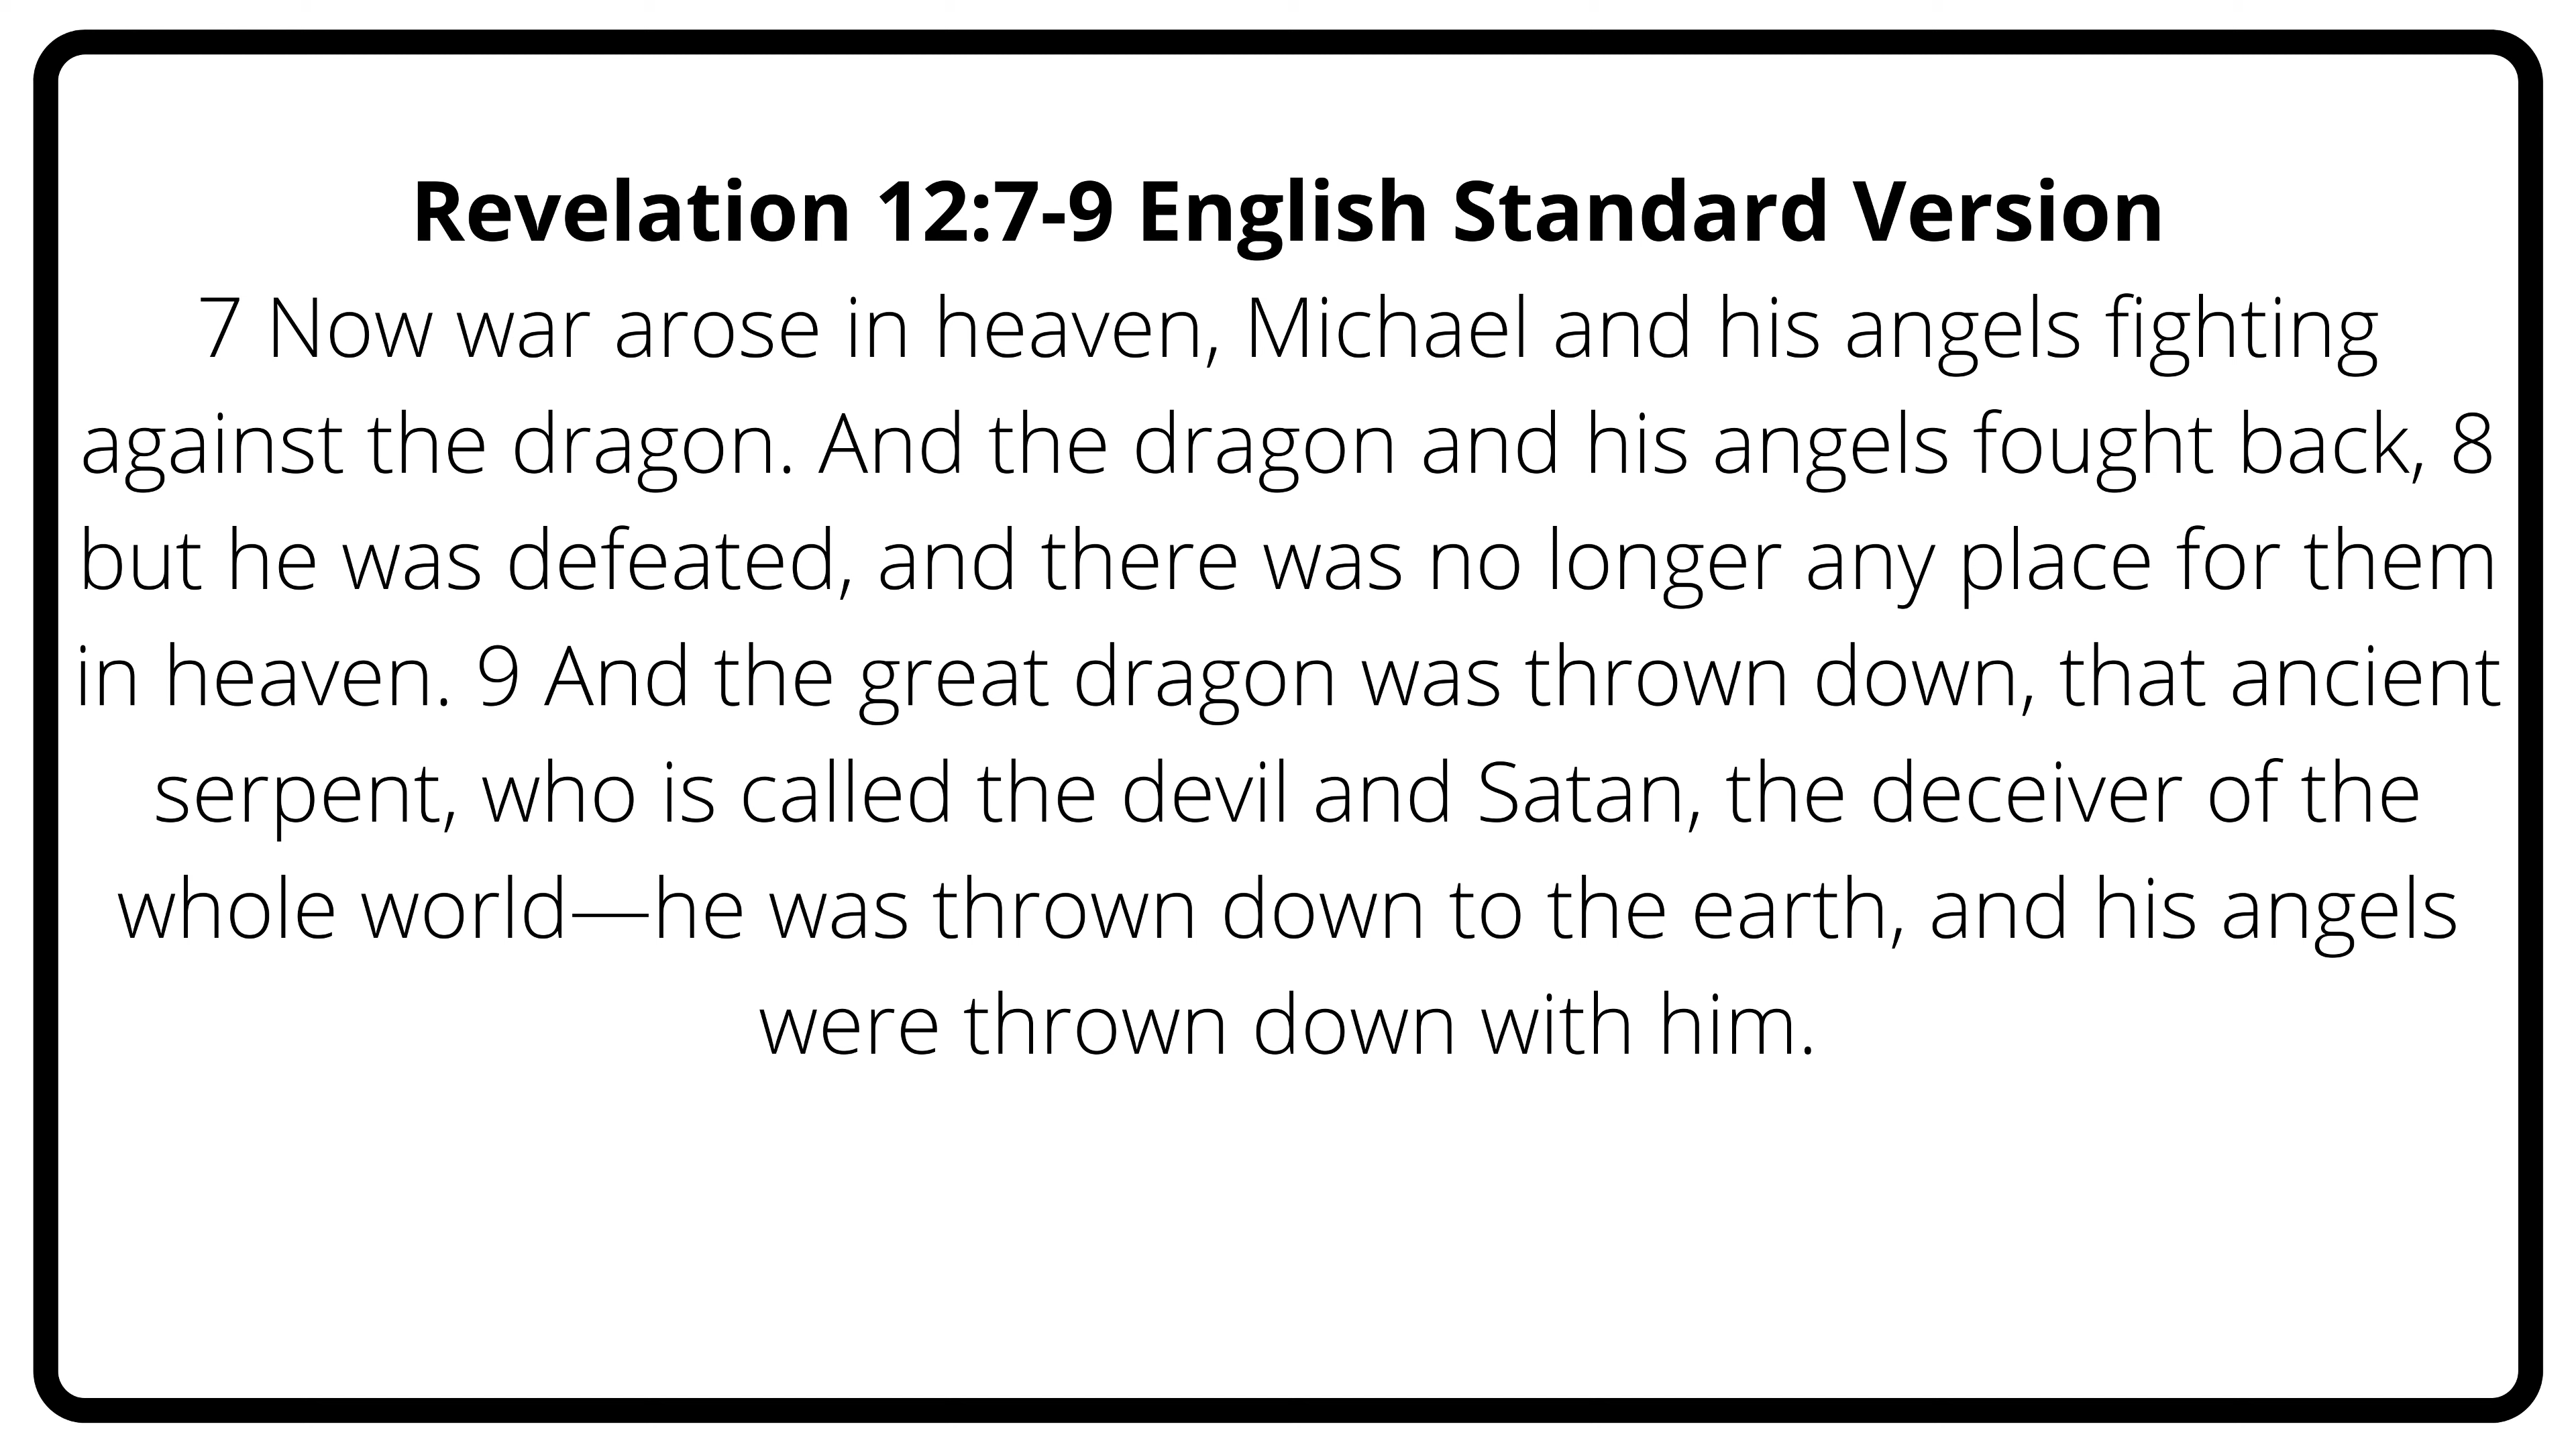 Revelation 12:7-9 English Standard Version
7 Now war arose in heaven, Michael and his angels fighting
against the dragon. And the dragon and his angels fought back, 8
but he was defeated, and there was no longer any place for them
in heaven. 9 And the great dragon was thrown down, that ancient
serpent, who is called the devil and Satan, the deceiver of the
whole world—he was thrown down to the earth, and his angels
were thrown down with him.